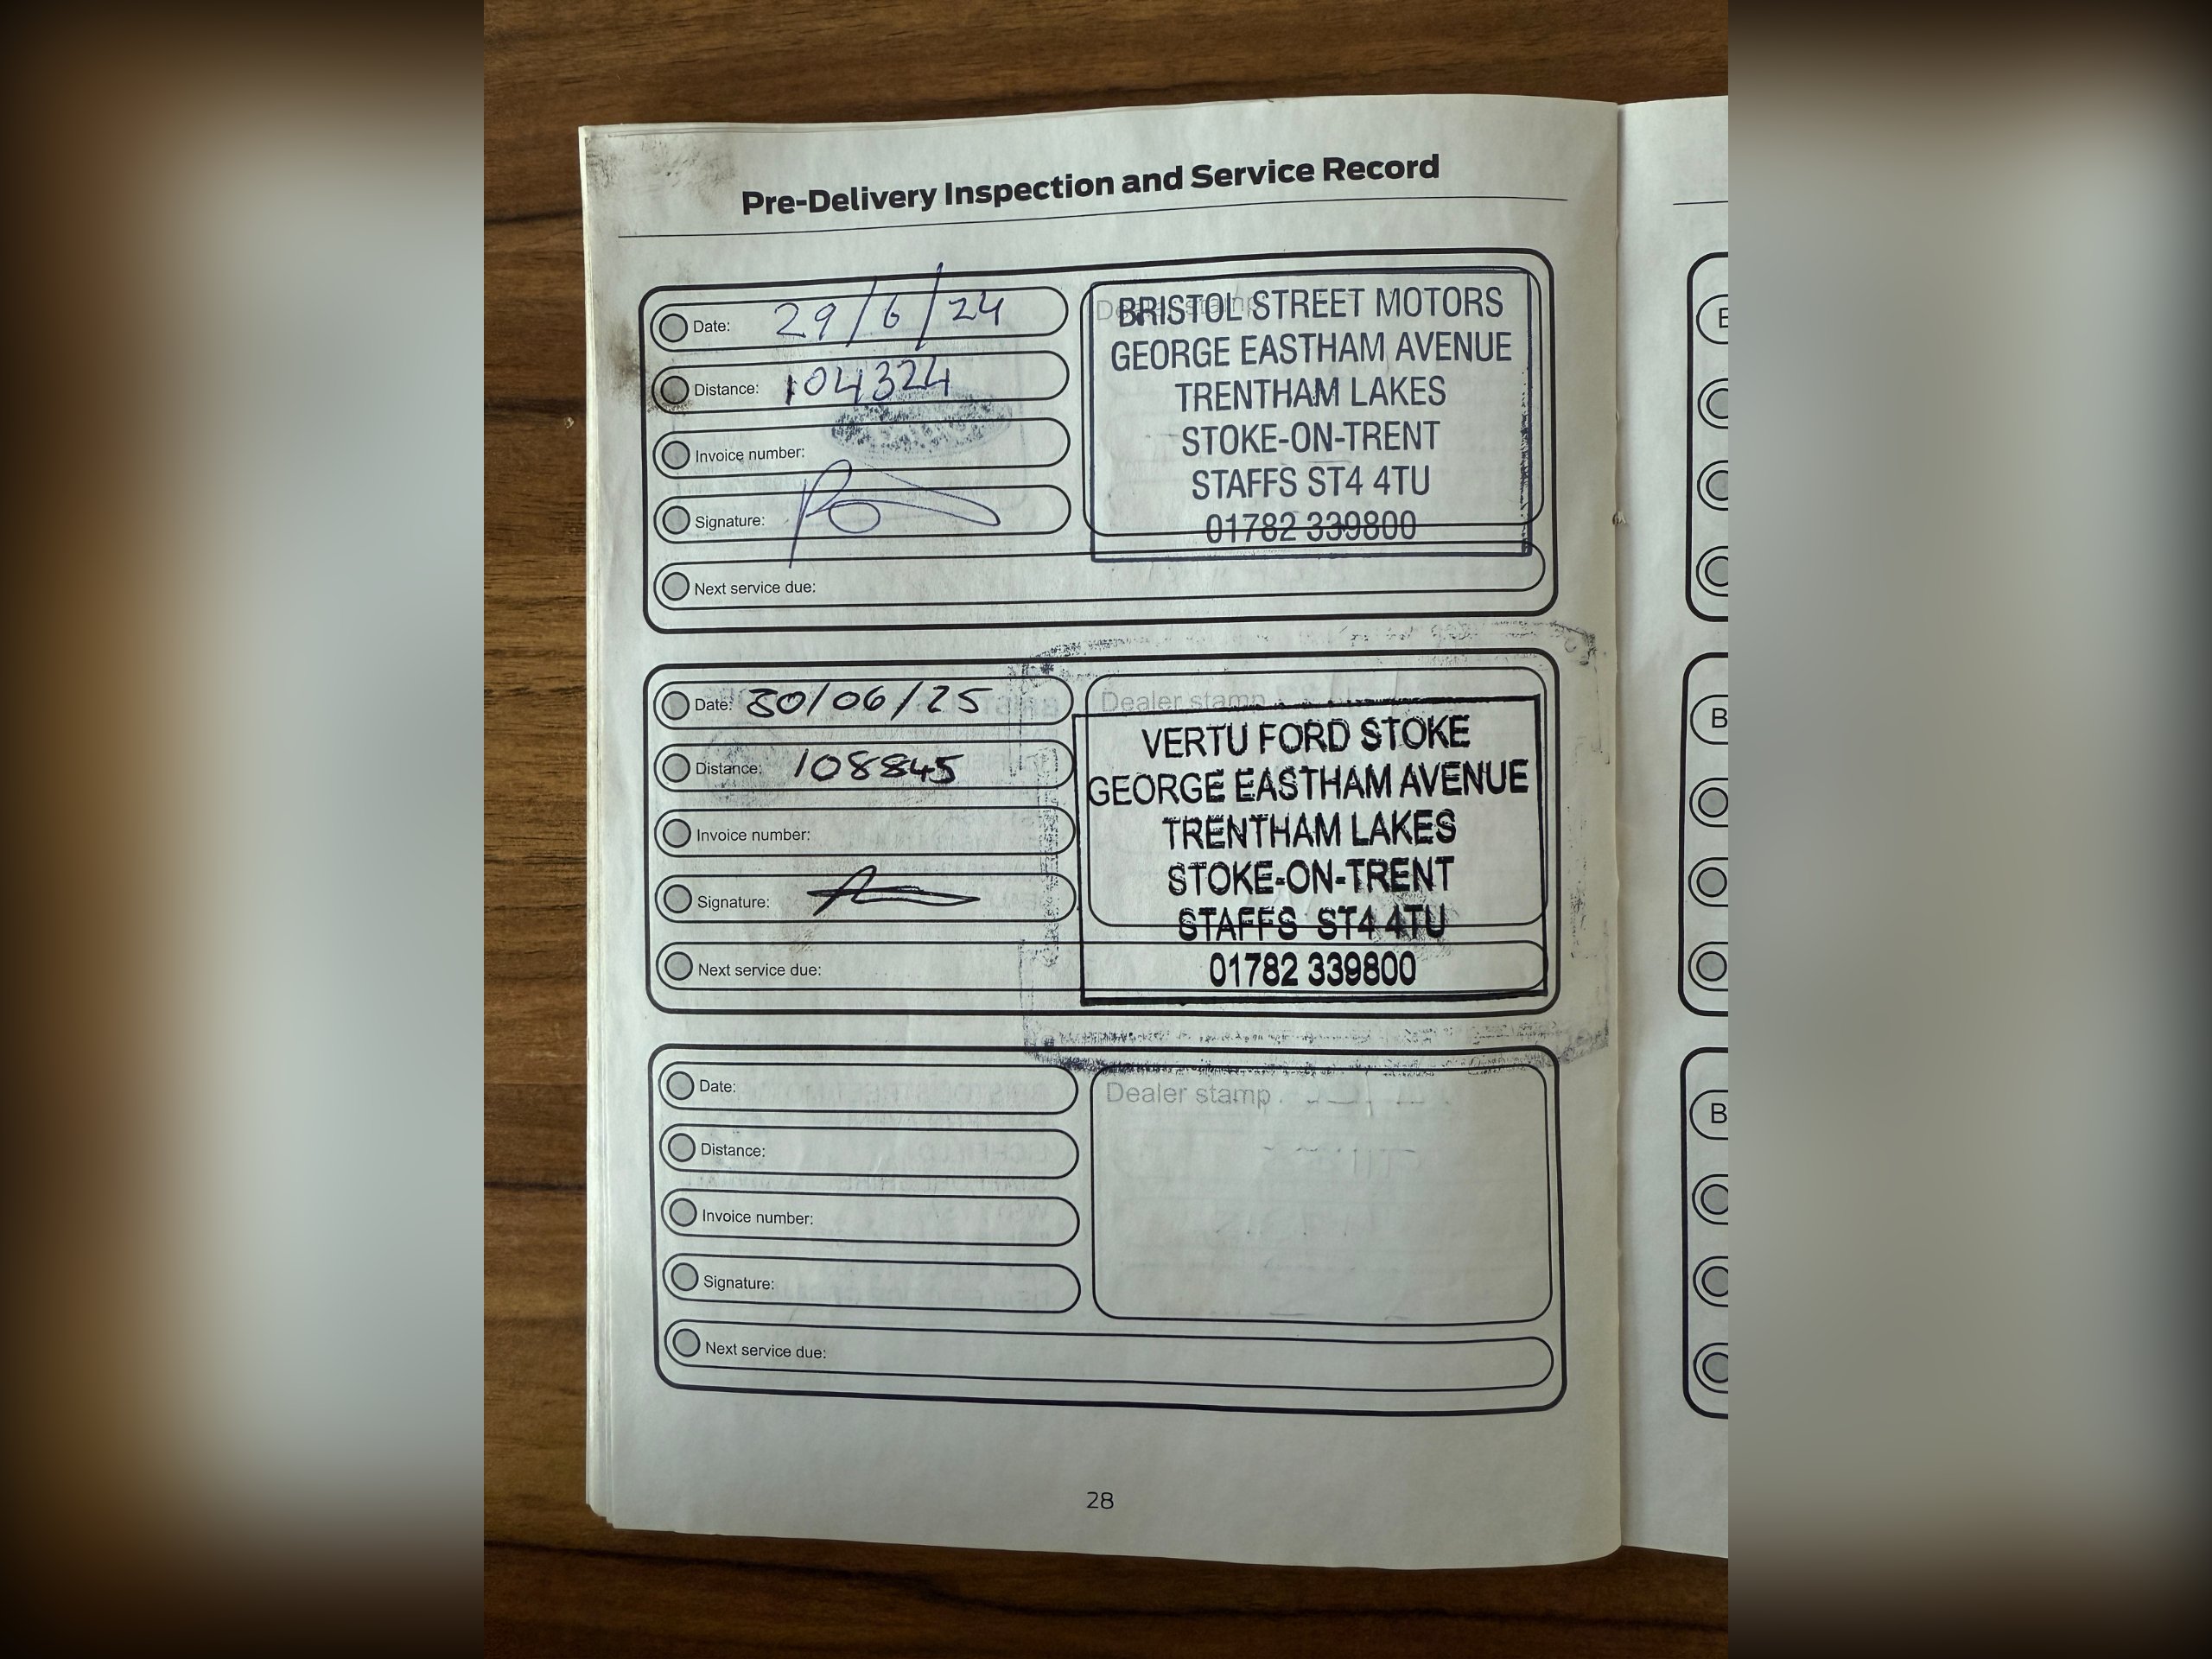 Pre-Delivery Inspection and Service Record
Date: 29/6/24
Distance: 104324
Invoice number:
Signature:
Next service due:
Dealer stamp
BRISTOL STREET MOTORS
GEORGE EASTHAM AVENUE
TRENTHAM LAKES
STOKE-ON-TRENT
STAFFS ST4 4TU
01782 339800
Date: 30/06/25
Distance: 108845
Invoice number:
Signature:
Next service due:
Dealer stamp
VERTU FORD STOKE
GEORGE EASTHAM AVENUE
TRENTHAM LAKES
STOKE-ON-TRENT
STAFFS ST4 4TU
01782 339800
Date:
Distance:
Invoice number:
Signature:
Next service due:
Dealer stamp
28
B
B